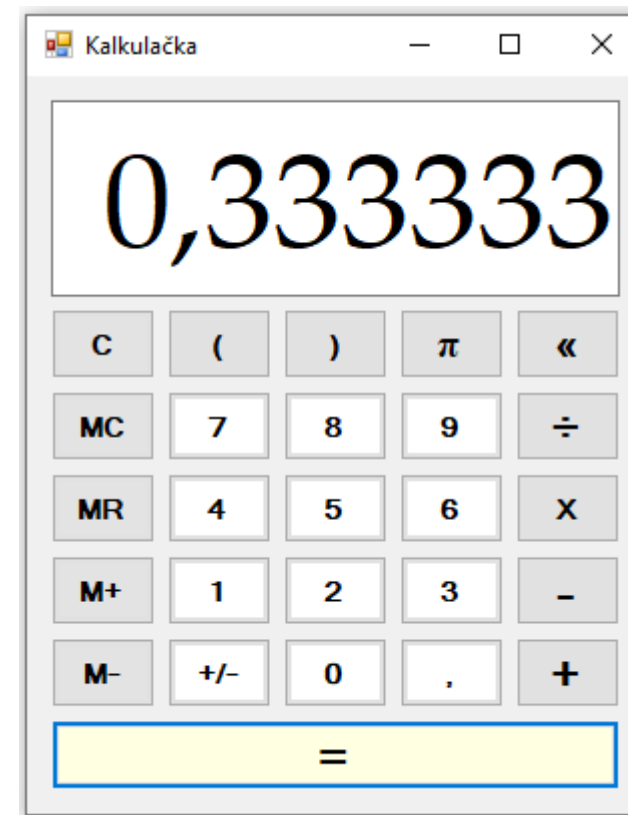 Kalkulačka
0,333333
C ( ) π «
MC 7 8 9 ÷
MR 4 5 6 X
M+ 1 2 3 -
M- +/- 0 , +
=